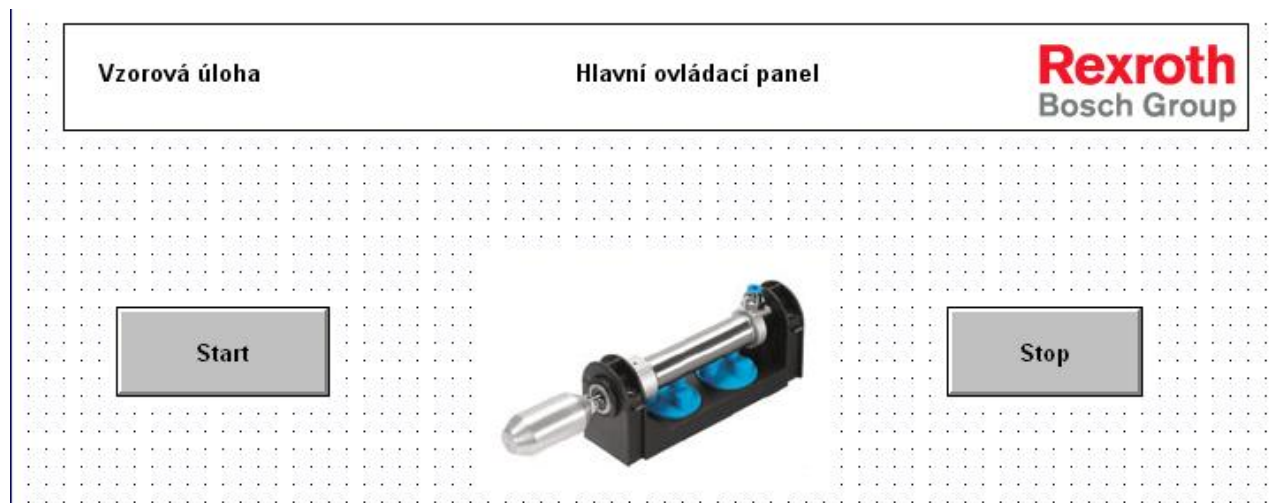 Vzorová úloha
Hlavní ovládací panel
Rexroth
Bosch Group
Start
Stop